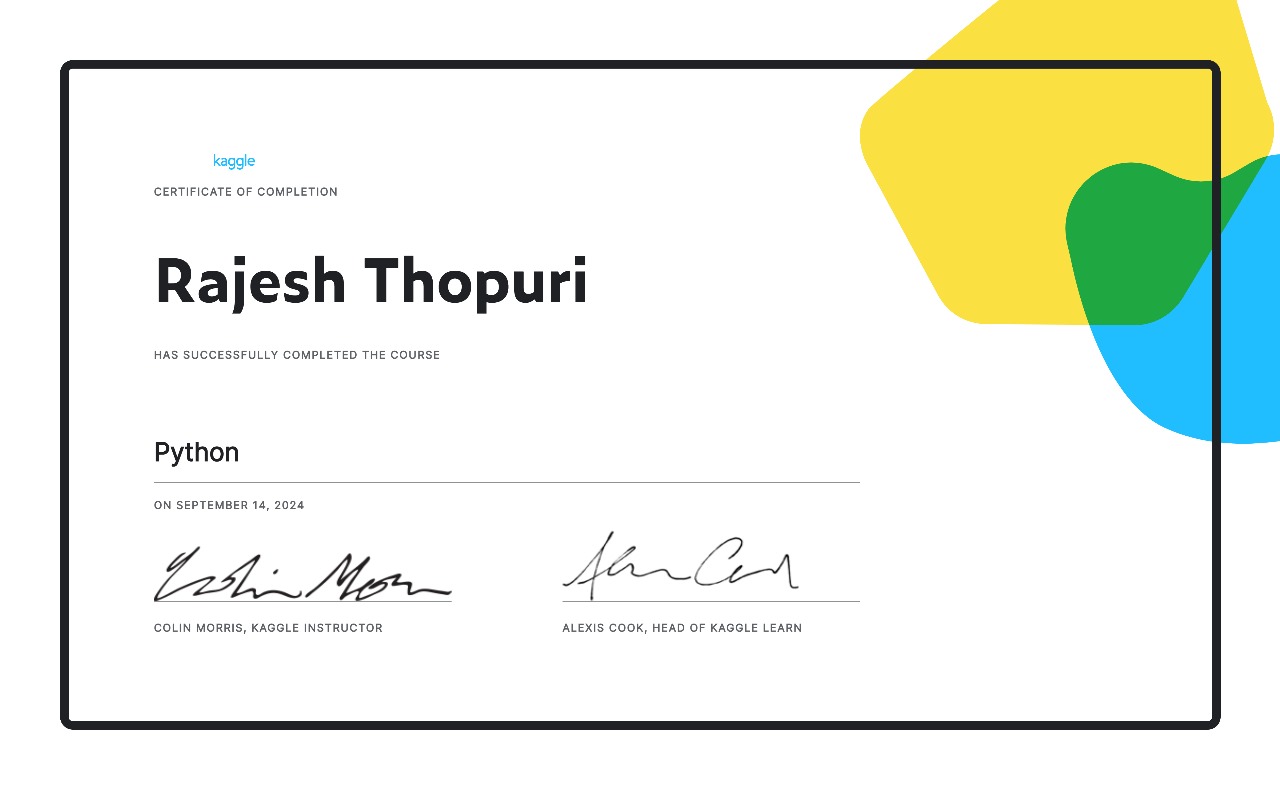 kaggle
CERTIFICATE OF COMPLETION
Rajesh Thopuri
HAS SUCCESSFULLY COMPLETED THE COURSE
Python
ON SEPTEMBER 14, 2024
Colin Morris
Alexis Cook
COLIN MORRIS, KAGGLE INSTRUCTOR
ALEXIS COOK, HEAD OF KAGGLE LEARN